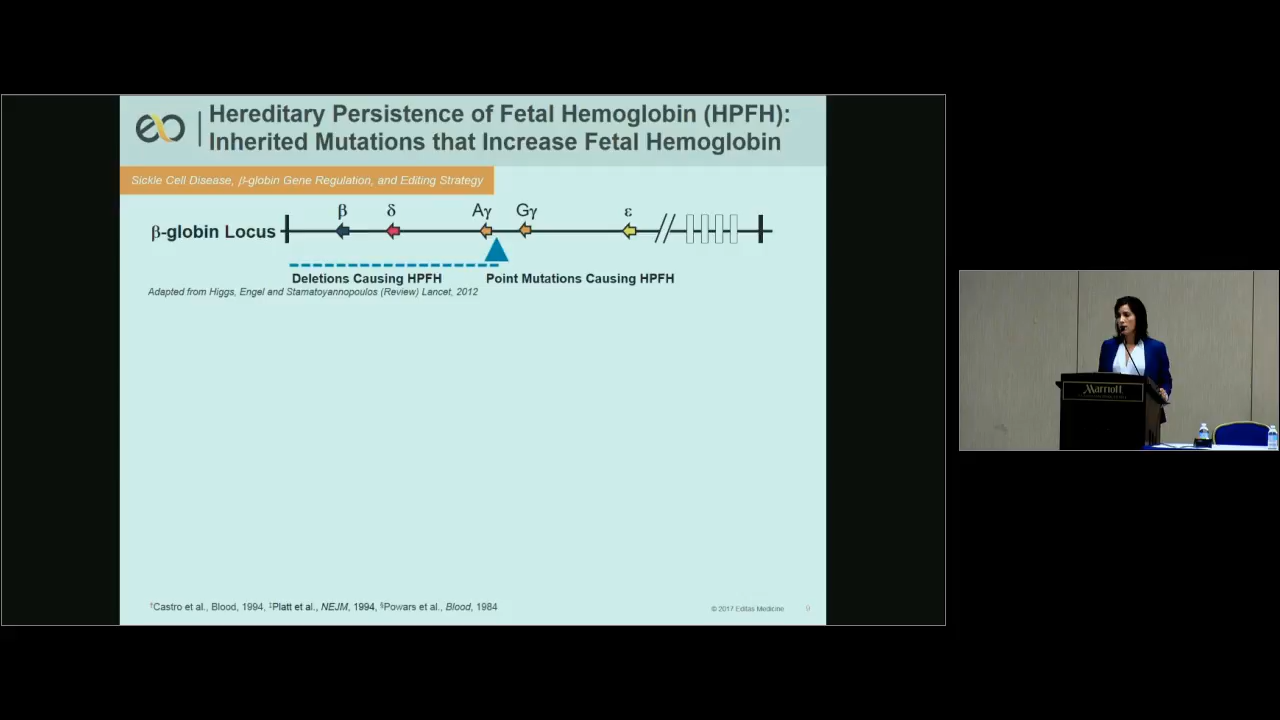 Hereditary Persistence of Fetal Hemoglobin (HPFH):
Inherited Mutations that Increase Fetal Hemoglobin
Sickle Cell Disease, β-globin Gene Regulation, and Editing Strategy
β δ Aγ Gγ ε
β-globin Locus
Deletions Causing HPFH Point Mutations Causing HPFH
Adapted from Higgs, Engel and Stamatoyannopoulos (Review) Lancet, 2012
†Castro et al., Blood, 1994, ‡Platt et al., NEJM, 1994, §Powars et al., Blood, 1984
© 2017 Editas Medicine 9
Marriott